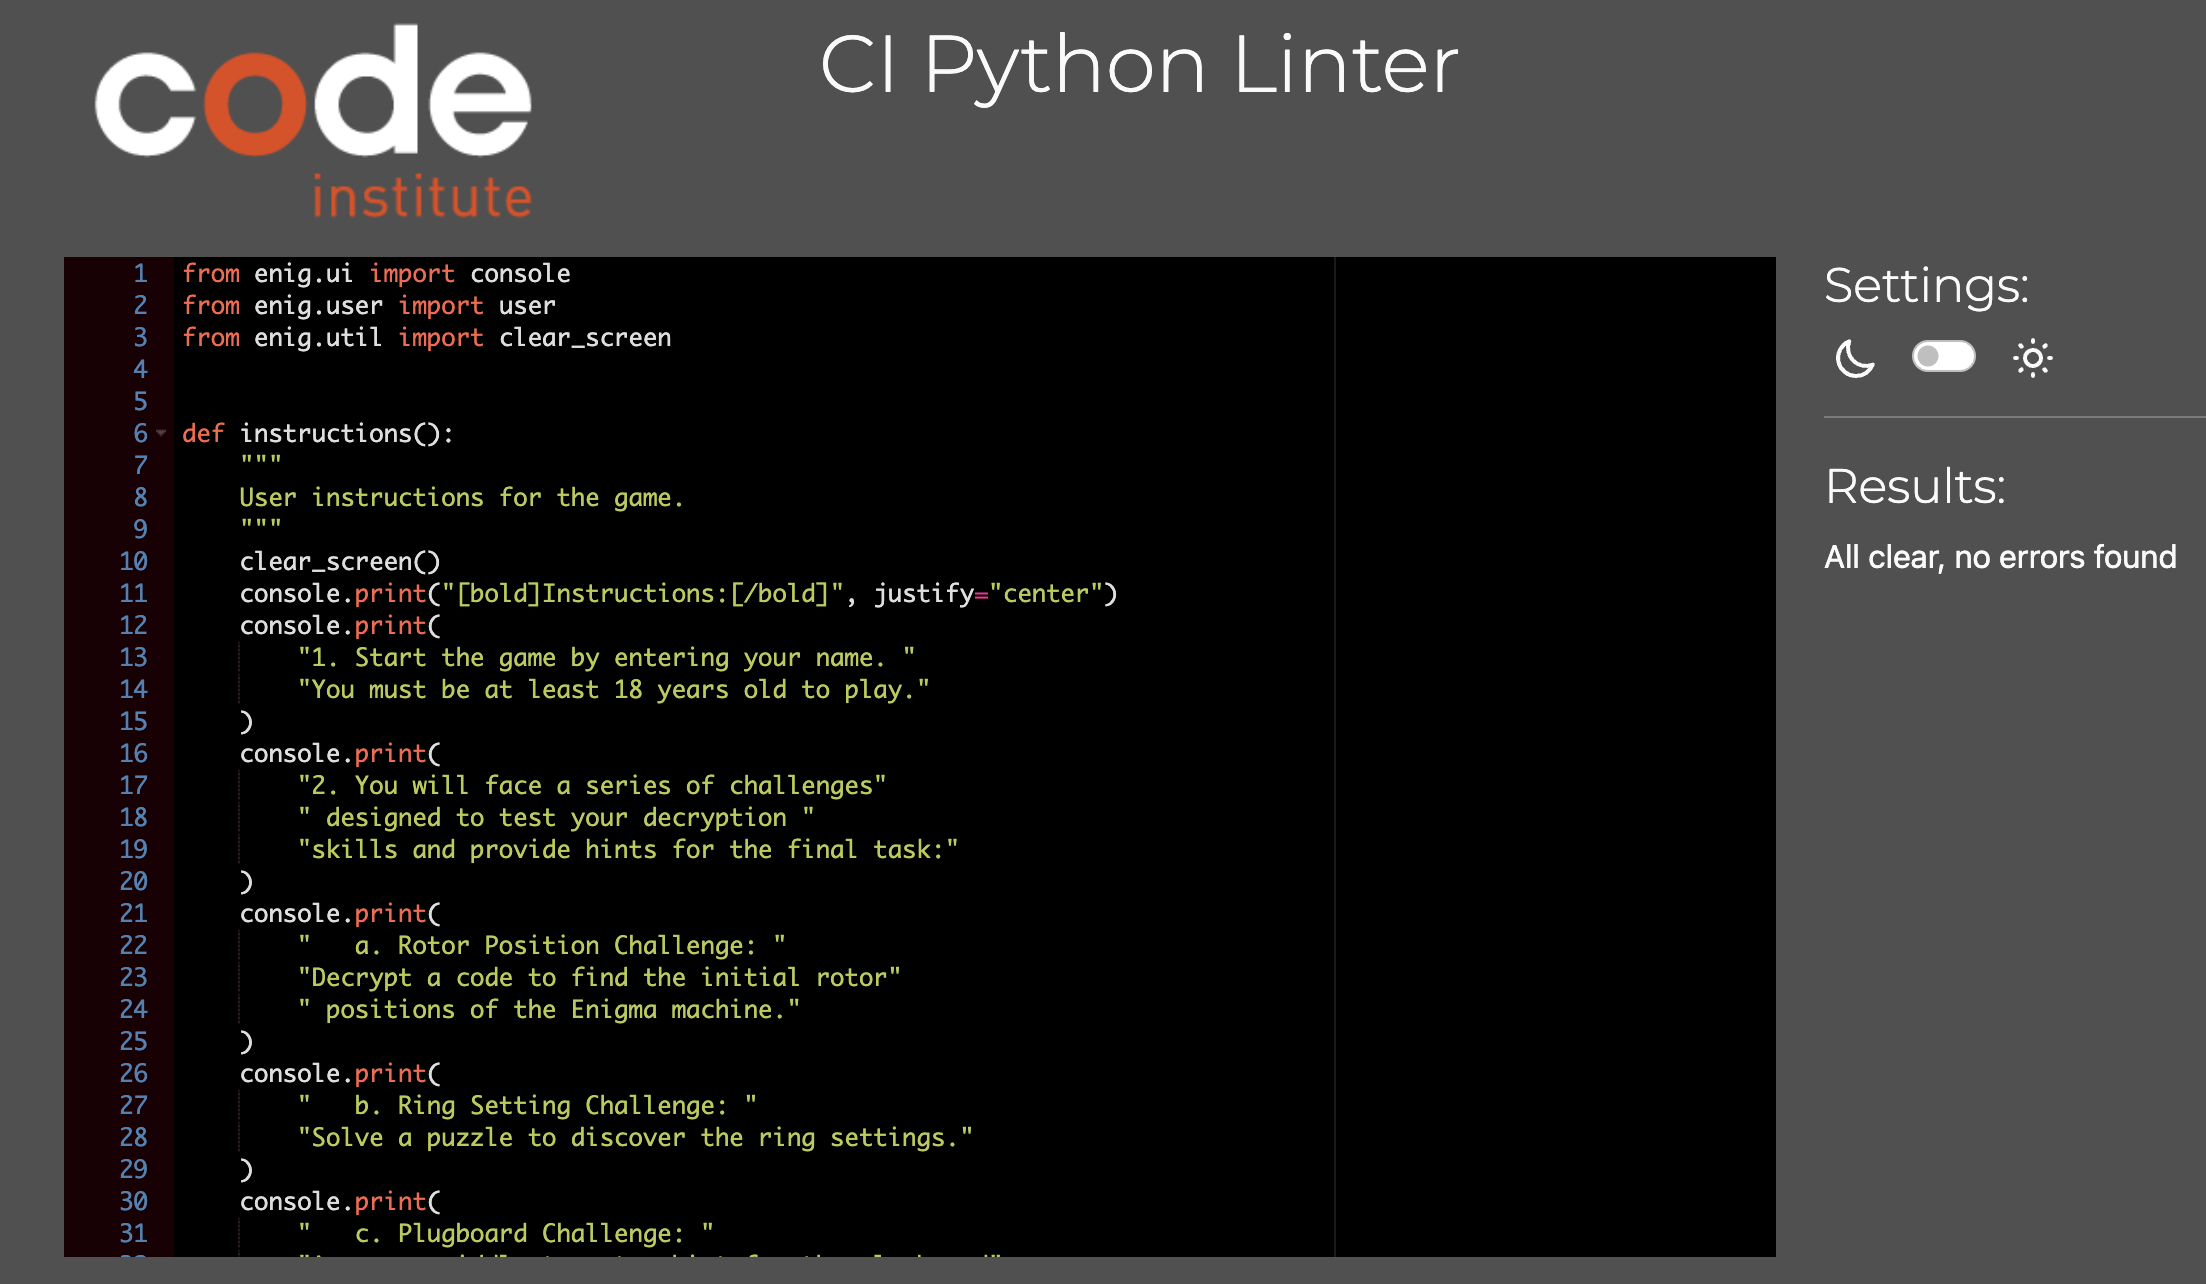 code
institute
CI Python Linter
1 from enig.ui import console
2 from enig.user import user
3 from enig.util import clear_screen
4
5
6 def instructions():
7     """
8     User instructions for the game.
9     """
10     clear_screen()
11     console.print("[bold]Instructions:[/bold]", justify="center")
12     console.print(
13         "1. Start the game by entering your name. "
14         "You must be at least 18 years old to play."
15     )
16     console.print(
17         "2. You will face a series of challenges"
18         " designed to test your decryption "
19         "skills and provide hints for the final task:"
20     )
21     console.print(
22         "   a. Rotor Position Challenge: "
23         "Decrypt a code to find the initial rotor"
24         " positions of the Enigma machine."
25     )
26     console.print(
27         "   b. Ring Setting Challenge: "
28         "Solve a puzzle to discover the ring settings."
29     )
30     console.print(
31         "   c. Plugboard Challenge: "
Settings:
Results:
All clear, no errors found